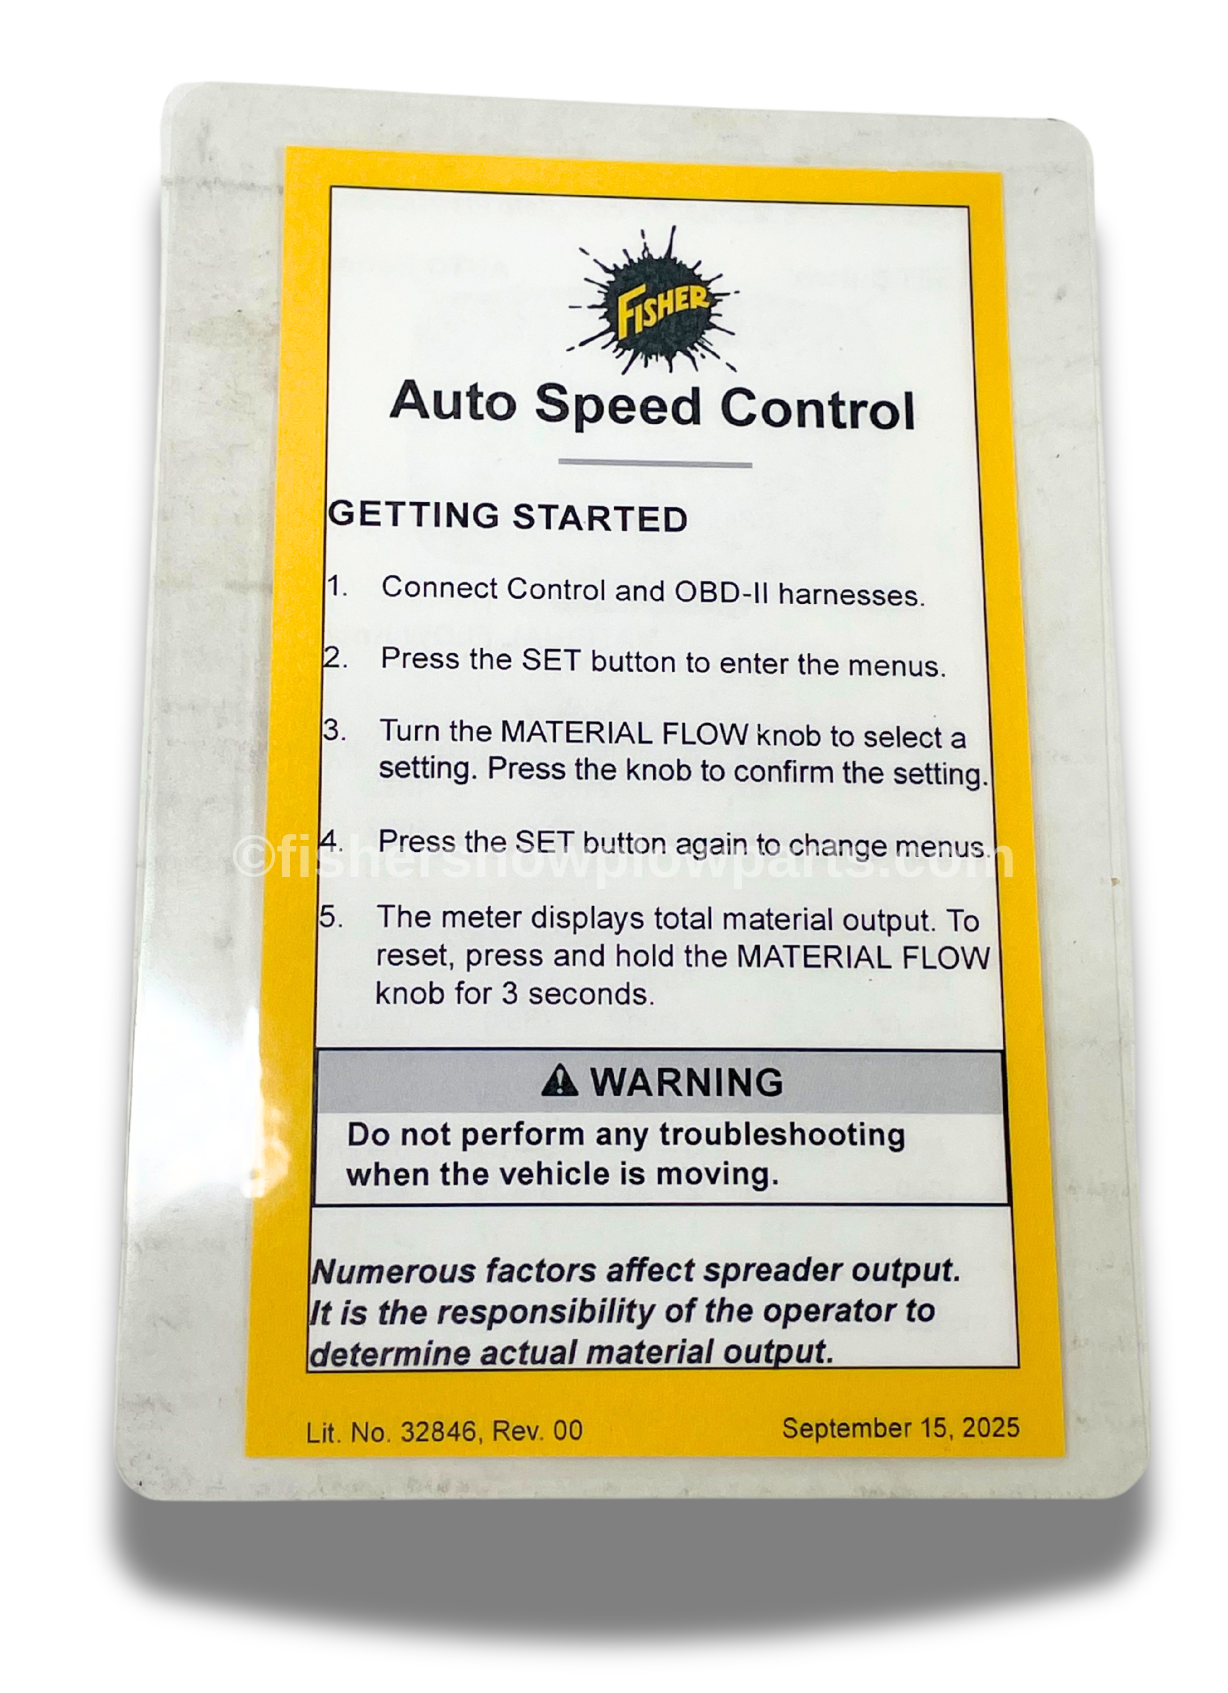 FISHER
Auto Speed Control
GETTING STARTED
1. Connect Control and OBD-II harnesses.
2. Press the SET button to enter the menus.
3. Turn the MATERIAL FLOW knob to select a
setting. Press the knob to confirm the setting.
4. Press the SET button again to change menus.
©fishersnowplowparts.com
5. The meter displays total material output. To
reset, press and hold the MATERIAL FLOW
knob for 3 seconds.
WARNING
Do not perform any troubleshooting
when the vehicle is moving.
Numerous factors affect spreader output.
It is the responsibility of the operator to
determine actual material output.
Lit. No. 32846, Rev. 00 September 15, 2025